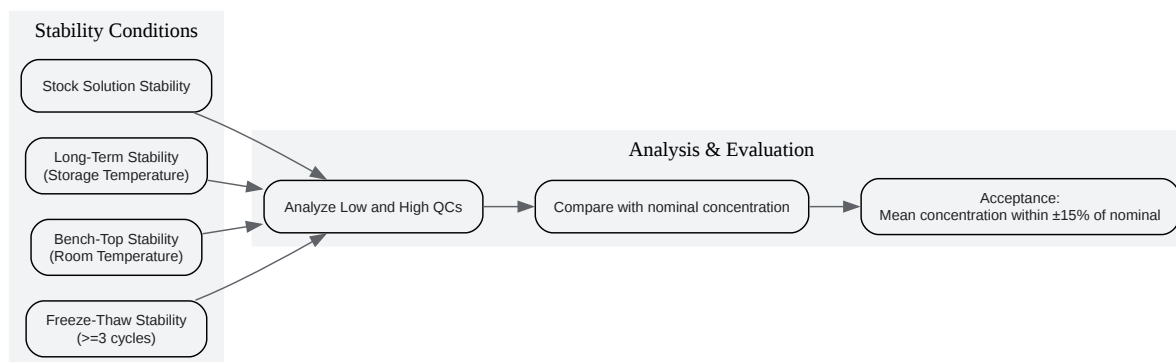 Stability Conditions
Stock Solution Stability
Long-Term Stability
(Storage Temperature)
Bench-Top Stability
(Room Temperature)
Freeze-Thaw Stability
(>=3 cycles)
Analysis & Evaluation
Analyze Low and High QCs
Compare with nominal concentration
Acceptance:
Mean concentration within ±15% of nominal